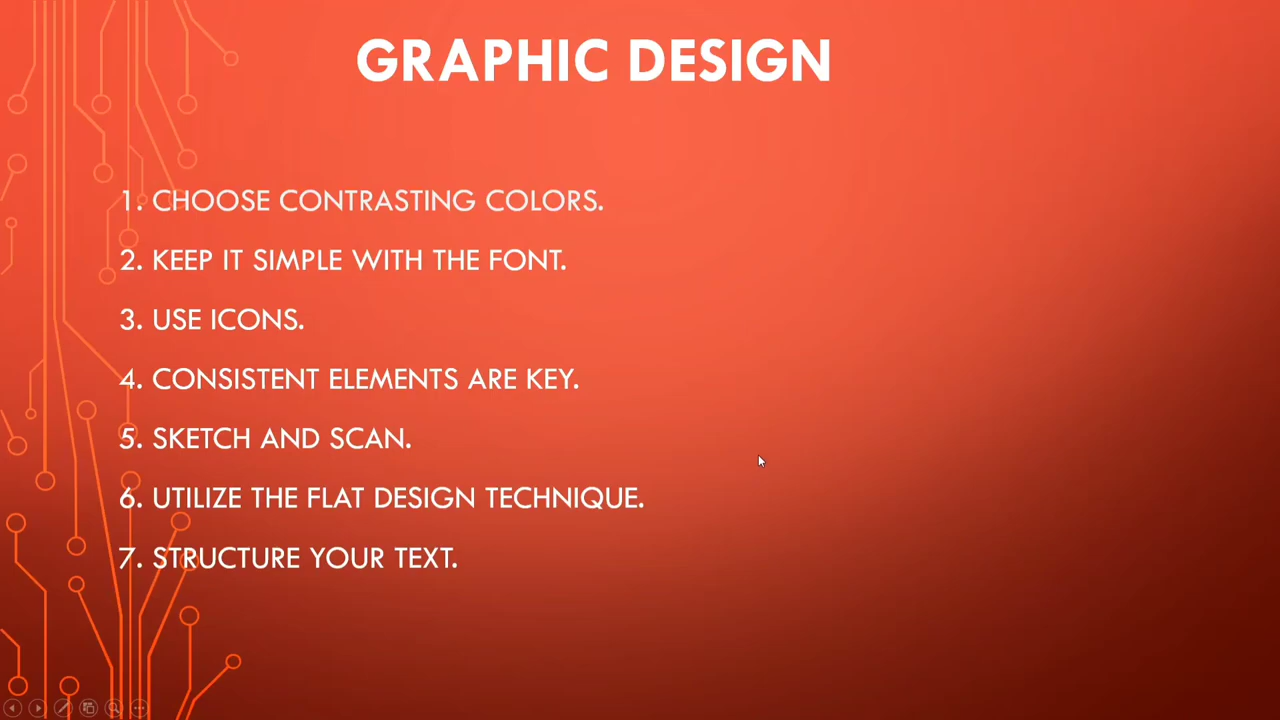 GRAPHIC DESIGN
1. CHOOSE CONTRASTING COLORS.
2. KEEP IT SIMPLE WITH THE FONT.
3. USE ICONS.
4. CONSISTENT ELEMENTS ARE KEY.
5. SKETCH AND SCAN.
6. UTILIZE THE FLAT DESIGN TECHNIQUE.
7. STRUCTURE YOUR TEXT.